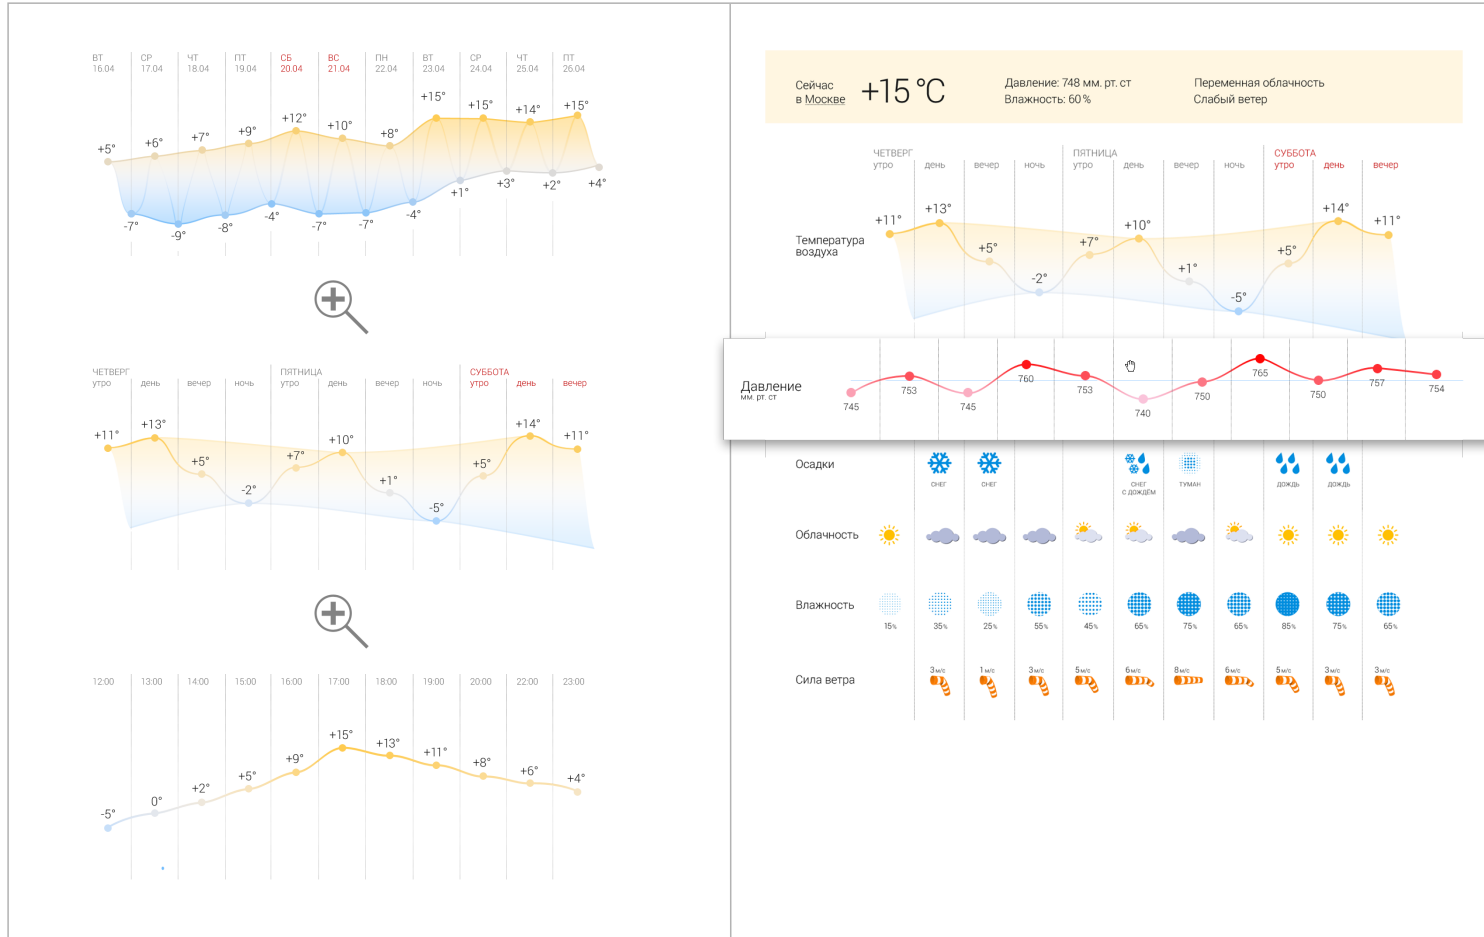 ВТ СР ЧТ ПТ СБ ВС ПН ВТ СР ЧТ ПТ
16.04 17.04 18.04 19.04 20.04 21.04 22.04 23.04 24.04 25.04 26.04
+5° +6° +7° +9° +12° +10° +8° +15° +15° +14° +15°
-7° -9° -8° -4° -7° -7° -4° +1° +3° +2° +4°
ЧЕТВЕРГ ПЯТНИЦА СУББОТА
утро день вечер ночь утро день вечер ночь утро день вечер
+11° +13° +5° -2° +7° +10° +1° -5° +5° +14° +11°
12:00 13:00 14:00 15:00 16:00 17:00 18:00 19:00 20:00 22:00 23:00
-5° 0° +2° +5° +9° +15° +13° +11° +8° +6° +4°
Сейчас
в Москве
+15 °C
Давление: 748 мм. рт. ст
Влажность: 60 %
Переменная облачность
Слабый ветер
ЧЕТВЕРГ ПЯТНИЦА СУББОТА
утро день вечер ночь утро день вечер ночь утро день вечер
Температура
воздуха
+11° +13° +5° -2° +7° +10° +1° -5° +5° +14° +11°
Давление
мм. рт. ст
745 753 745 760 753 740 750 765 750 757 754
Осадки
СНЕГ СНЕГ СНЕГ ТУМАН ДОЖДЬ ДОЖДЬ
С ДОЖДЁМ
Облачность
Влажность
15% 35% 25% 55% 45% 65% 75% 65% 85% 75% 65%
Сила ветра
3 м/с 1 м/с 3 м/с 5 м/с 6 м/с 8 м/с 6 м/с 5 м/с 3 м/с 3 м/с